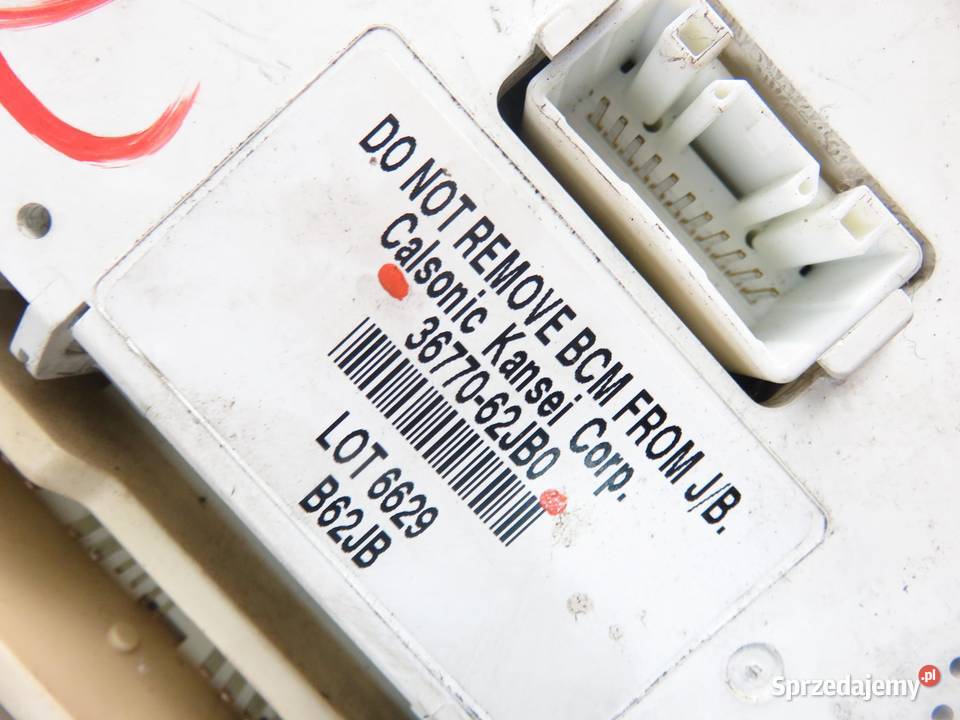 DO NOT REMOVE BCM FROM J/B.
Calsonic Kansei Corp.
36770-62JB0
LOT 6629
B62JB
Sprzedajemy.pl